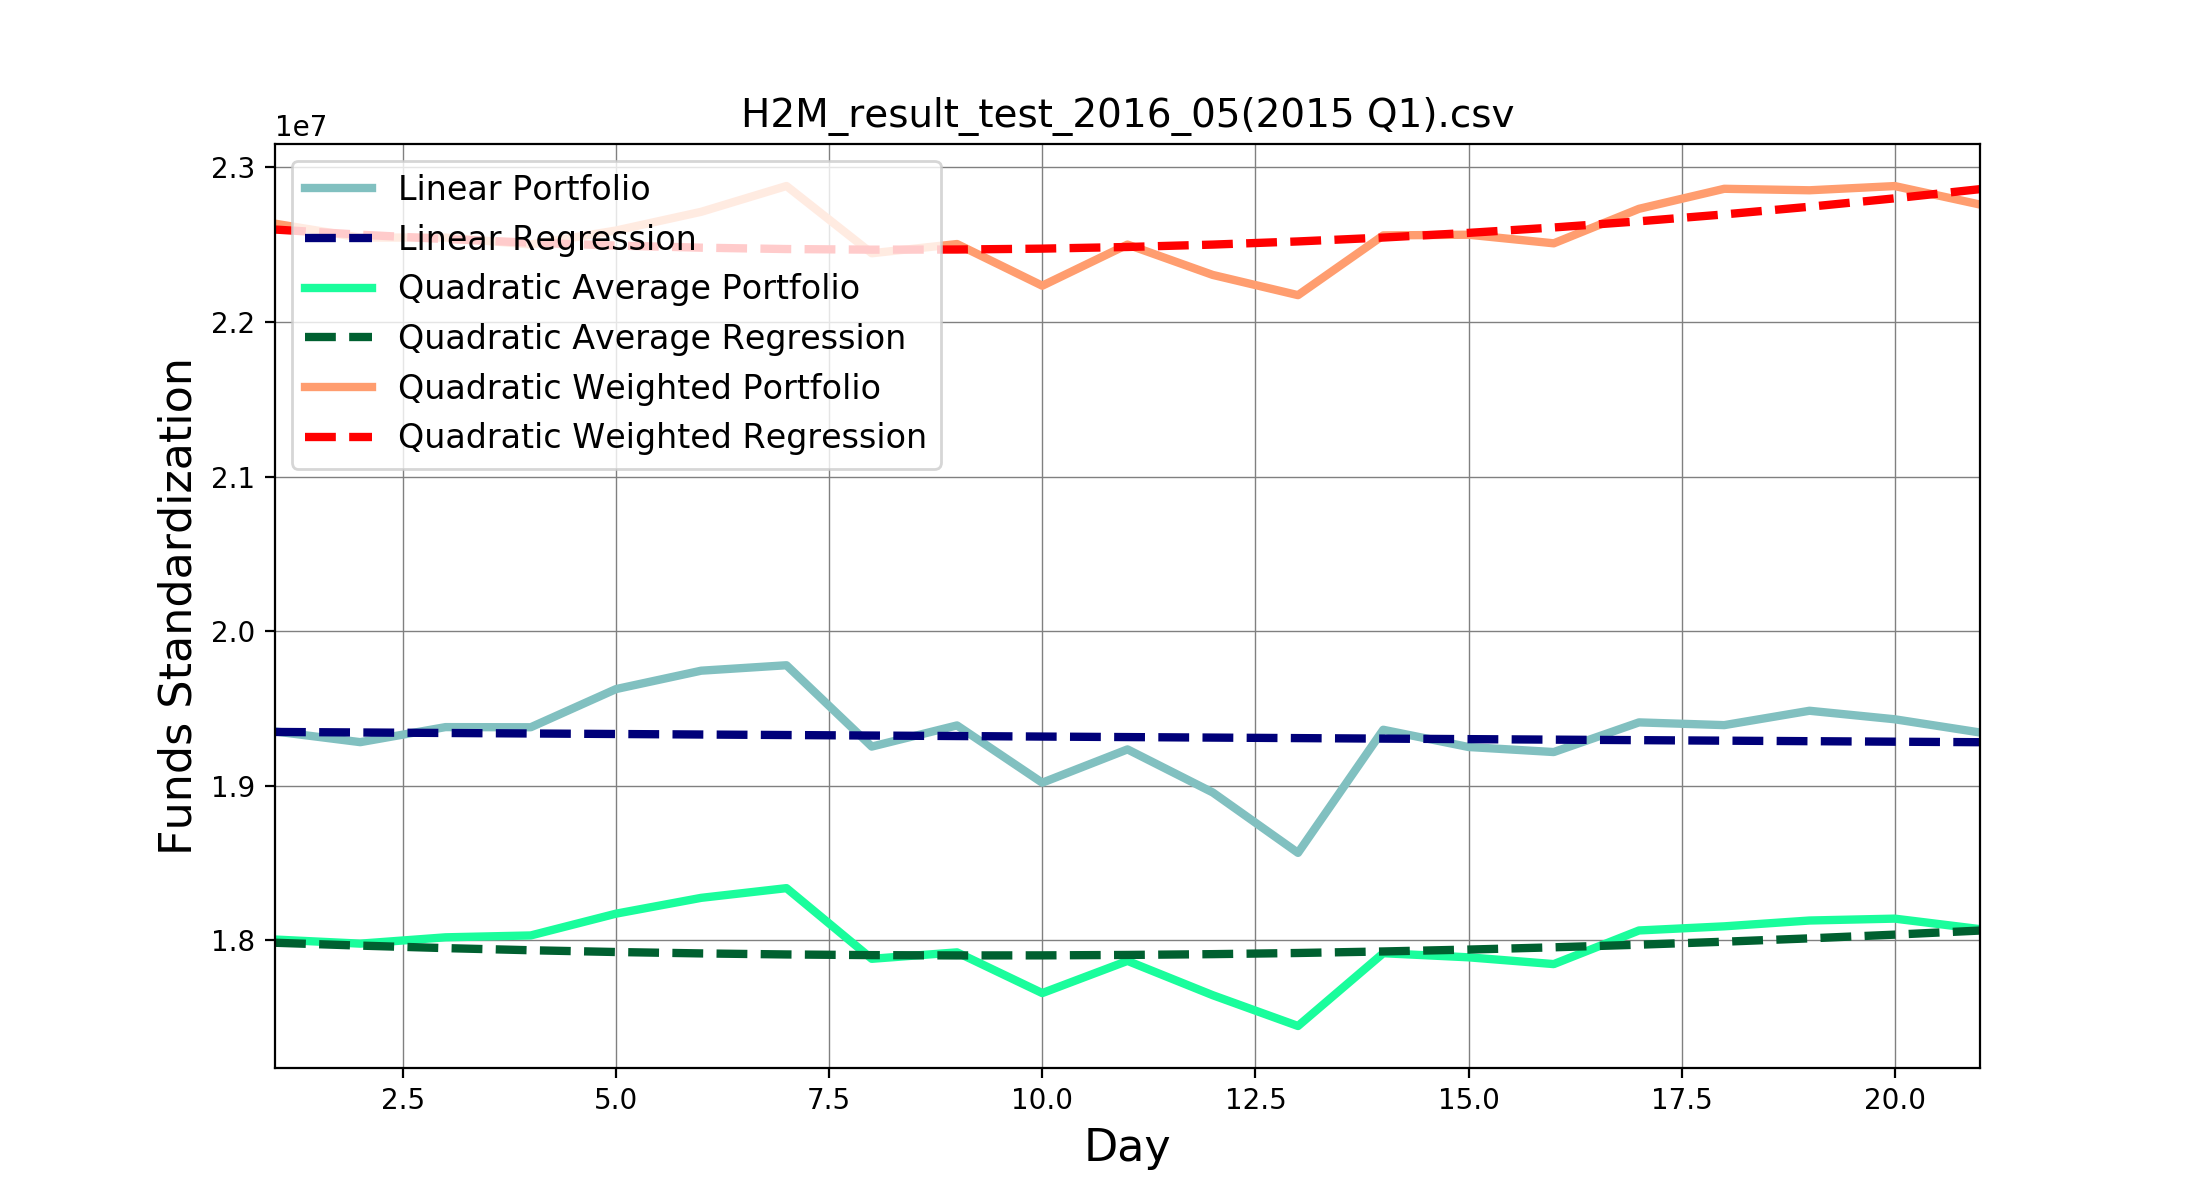 H2M_result_test_2016_05(2015 Q1).csv
1e7
2.3
2.2
2.1
2.0
1.9
1.8
Funds Standardization
Linear Portfolio
Linear Regression
Quadratic Average Portfolio
Quadratic Average Regression
Quadratic Weighted Portfolio
Quadratic Weighted Regression
2.5 5.0 7.5 10.0 12.5 15.0 17.5 20.0
Day